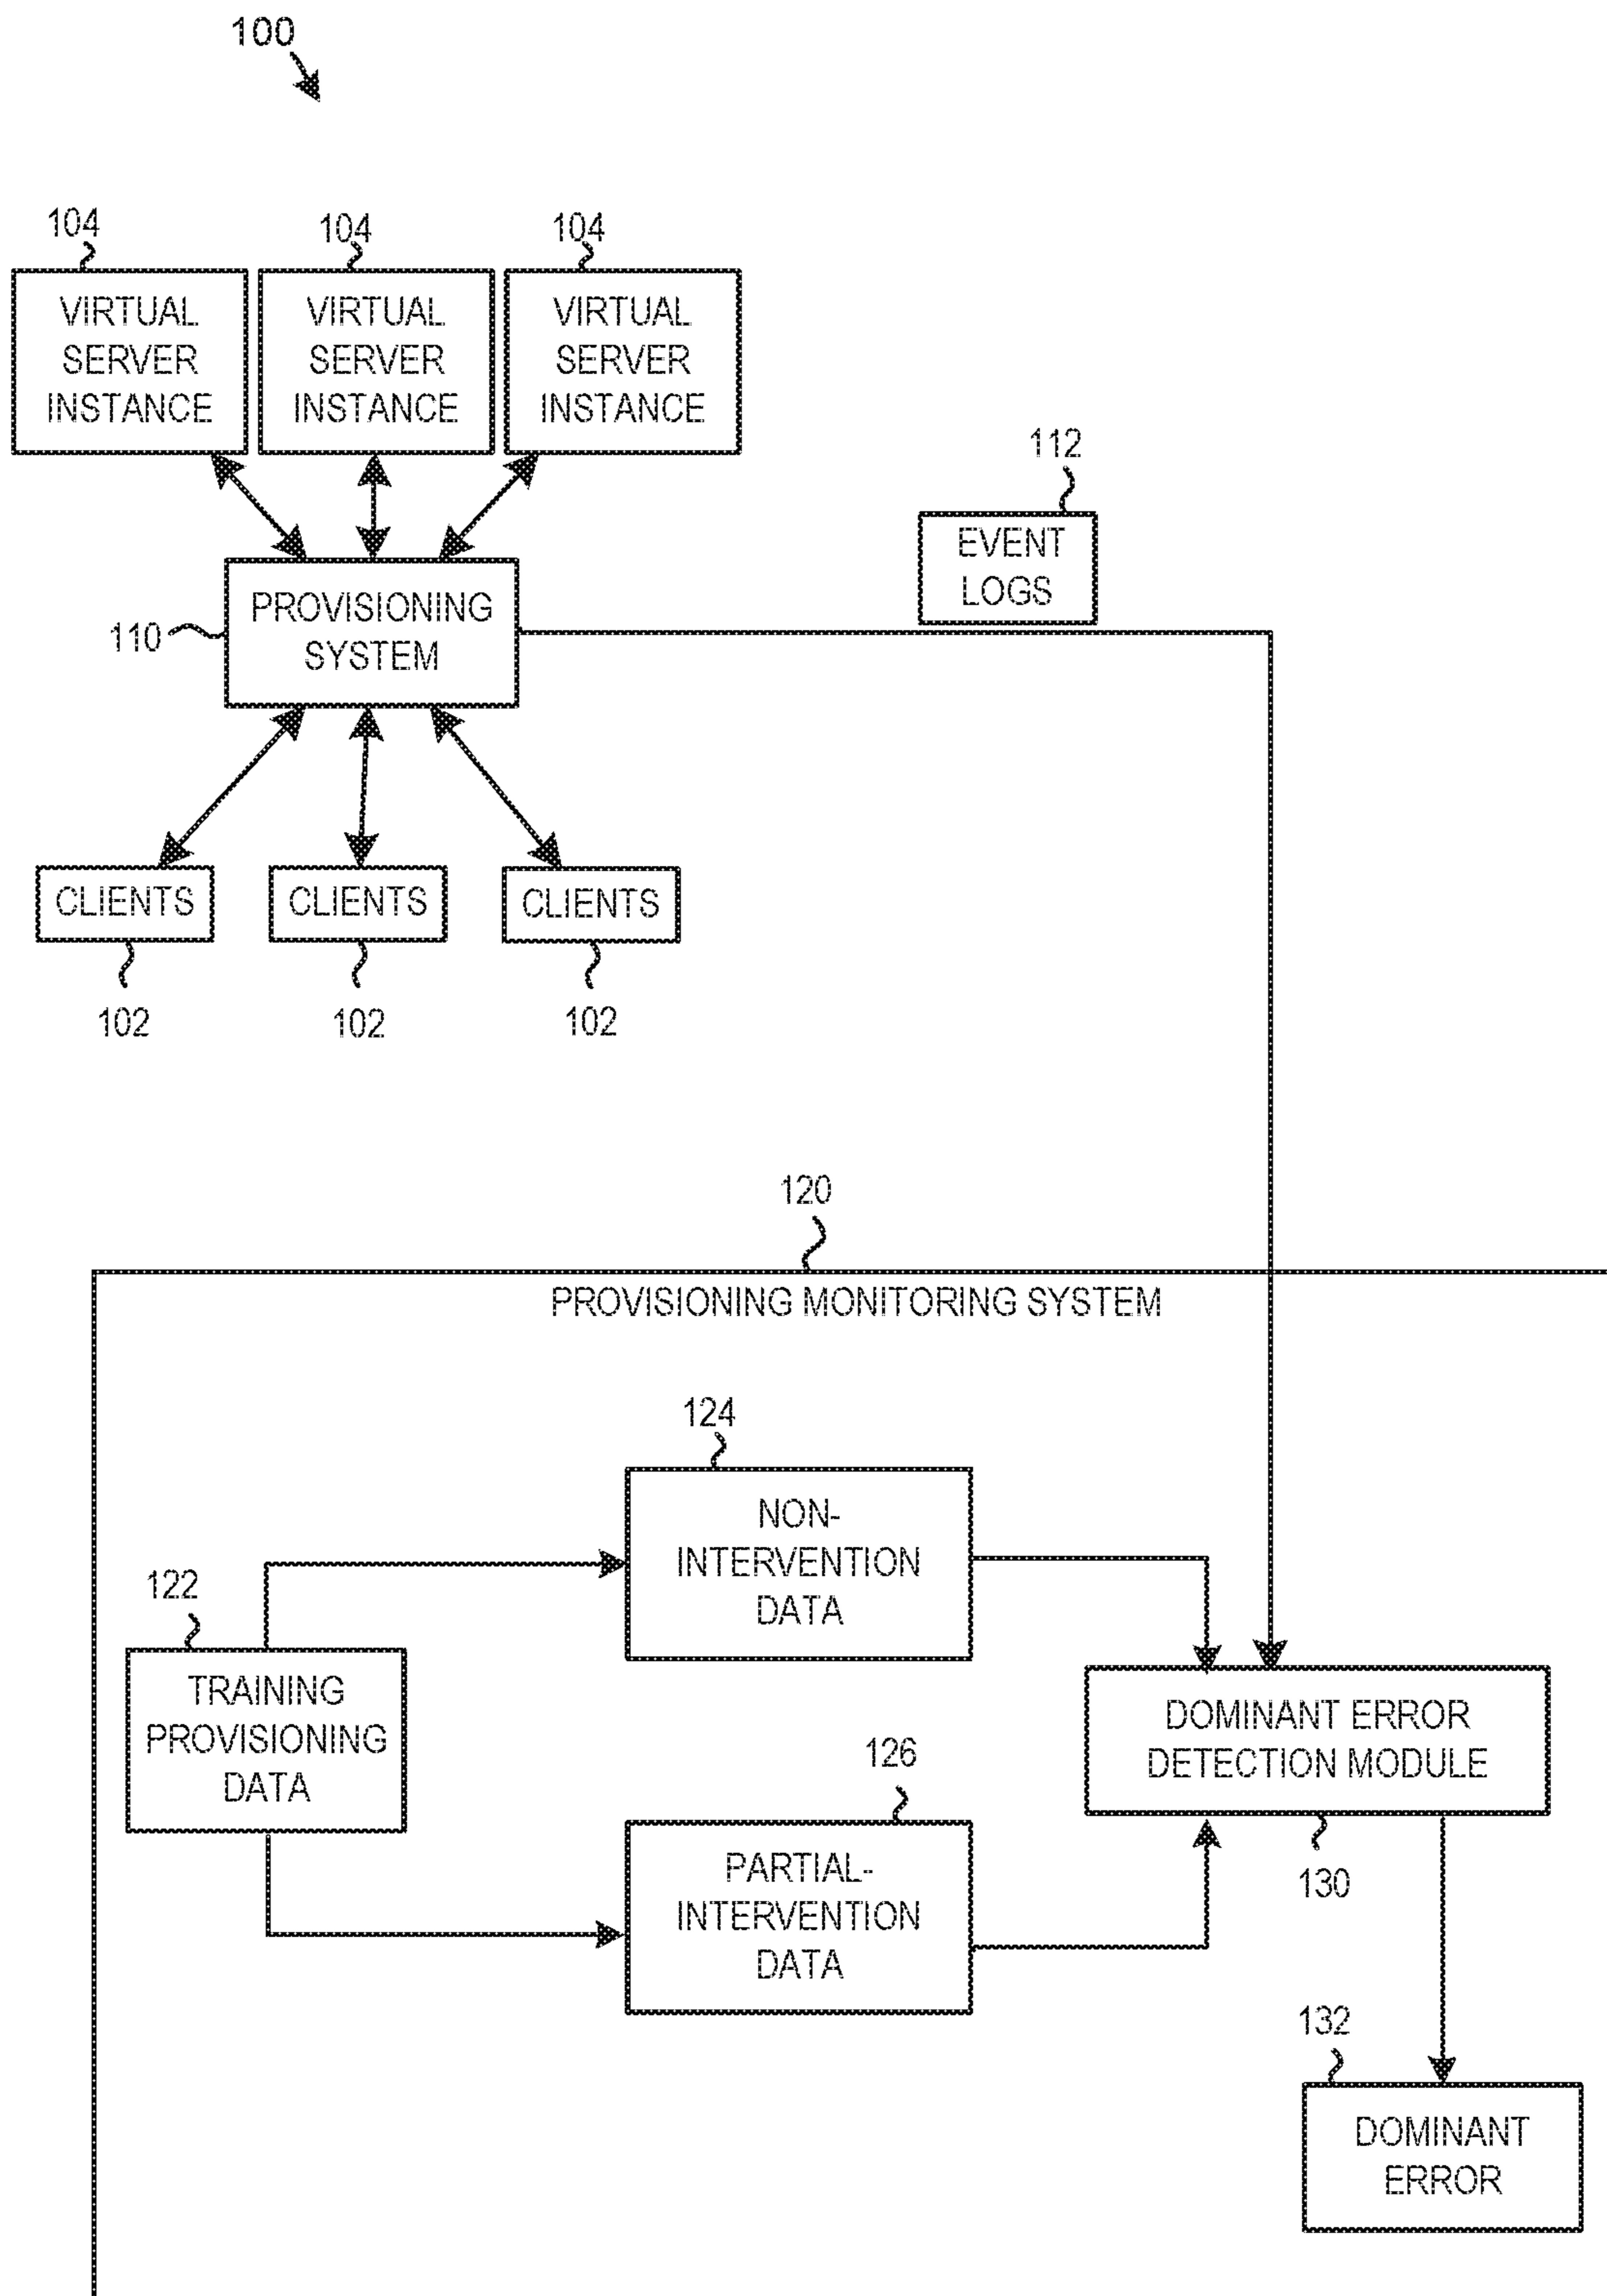 100
104
104
104
VIRTUAL
SERVER
INSTANCE
VIRTUAL
SERVER
INSTANCE
VIRTUAL
SERVER
INSTANCE
112
EVENT
LOGS
110
PROVISIONING
SYSTEM
CLIENTS
CLIENTS
CLIENTS
102
102
102
120
PROVISIONING MONITORING SYSTEM
124
NON-
INTERVENTION
DATA
122
TRAINING
PROVISIONING
DATA
DOMINANT ERROR
DETECTION MODULE
126
PARTIAL-
INTERVENTION
DATA
130
132
DOMINANT
ERROR